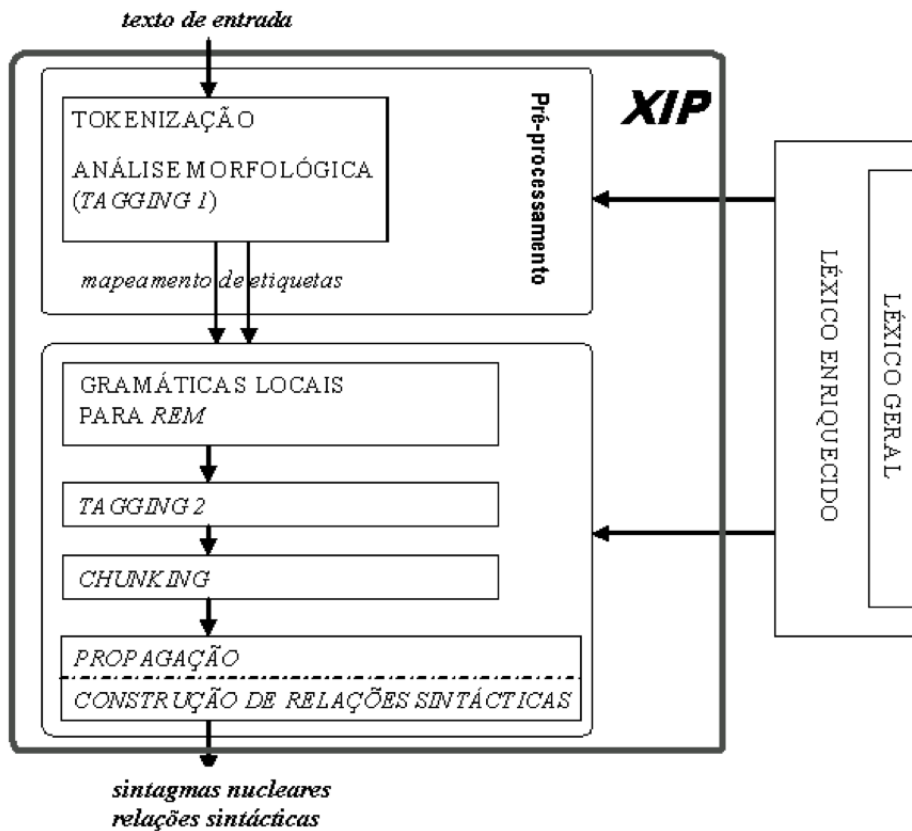 texto de entrada
XIP
Pré-processamento
TOKENIZAÇÃO
ANÁLISE MORFOLÓGICA
(TAGGING 1)
mapeamento de etiquetas
GRAMÁTICAS LOCAIS
PARA REM
TAGGING 2
CHUNKING
PROPAGAÇÃO
CONSTRUÇÃO DE RELAÇÕES SINTÁCTICAS
sintagmas nucleares
relações sintácticas
LÉXICO ENRIQUECIDO
LÉXICO GERAL